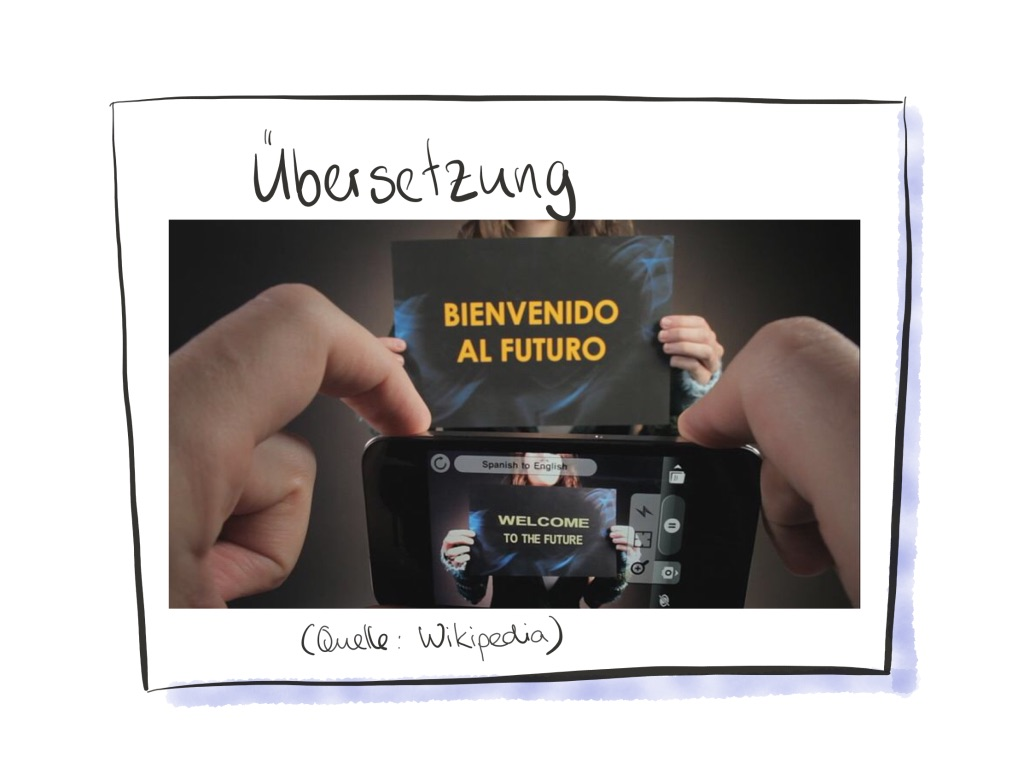 Übersetzung
BIENVENIDO
AL FUTURO
Spanish to English
WELCOME
TO THE FUTURE
(Quelle: Wikipedia)